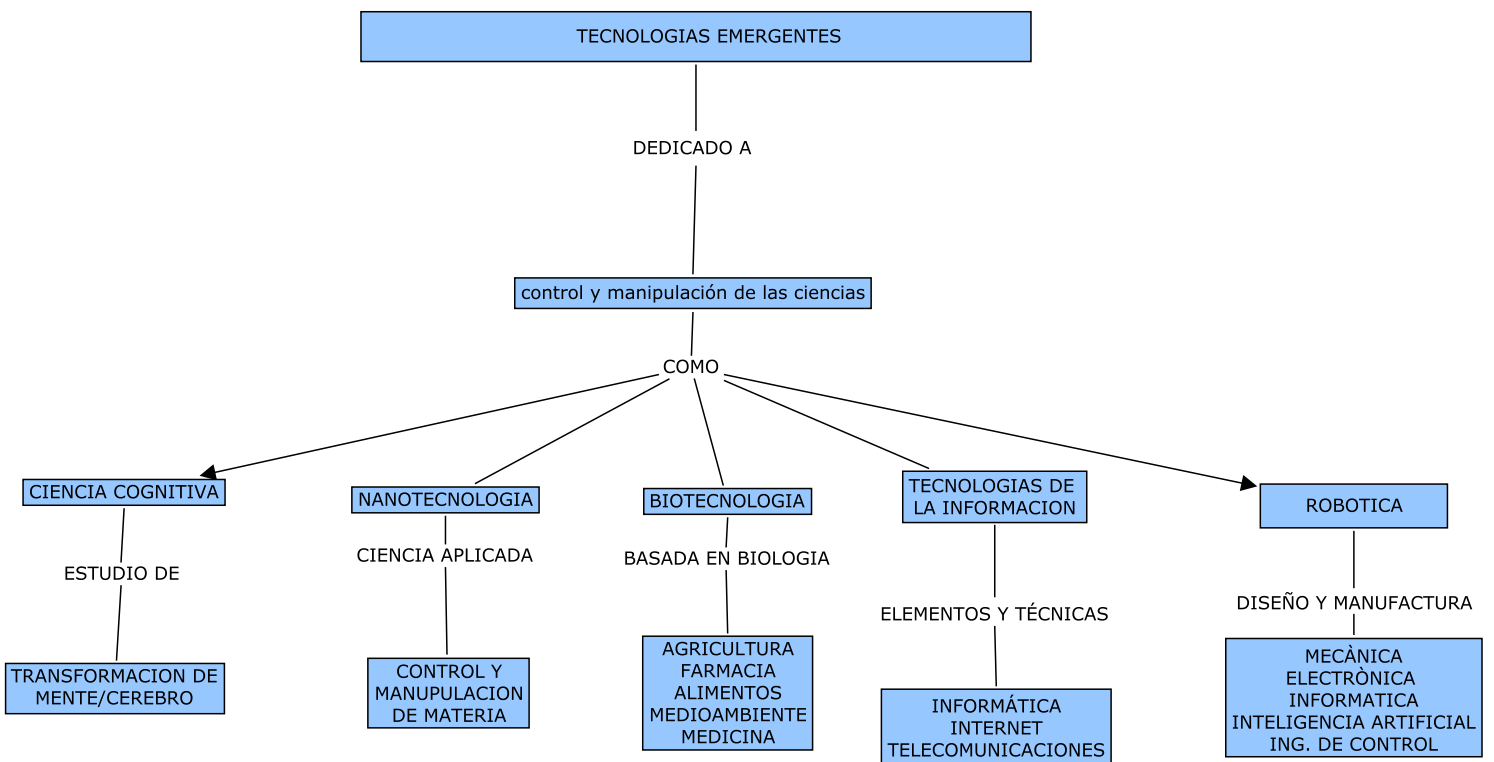 TECNOLOGIAS EMERGENTES
DEDICADO A
control y manipulación de las ciencias
COMO
CIENCIA COGNITIVA
ESTUDIO DE
TRANSFORMACION DE
MENTE/CEREBRO
NANOTECNOLOGIA
CIENCIA APLICADA
CONTROL Y
MANUPULACION
DE MATERIA
BIOTECNOLOGIA
BASADA EN BIOLOGIA
AGRICULTURA
FARMACIA
ALIMENTOS
MEDIOAMBIENTE
MEDICINA
TECNOLOGIAS DE
LA INFORMACION
ELEMENTOS Y TÉCNICAS
INFORMÁTICA
INTERNET
TELECOMUNICACIONES
ROBOTICA
DISEÑO Y MANUFACTURA
MECÀNICA
ELECTRÒNICA
INFORMATICA
INTELIGENCIA ARTIFICIAL
ING. DE CONTROL